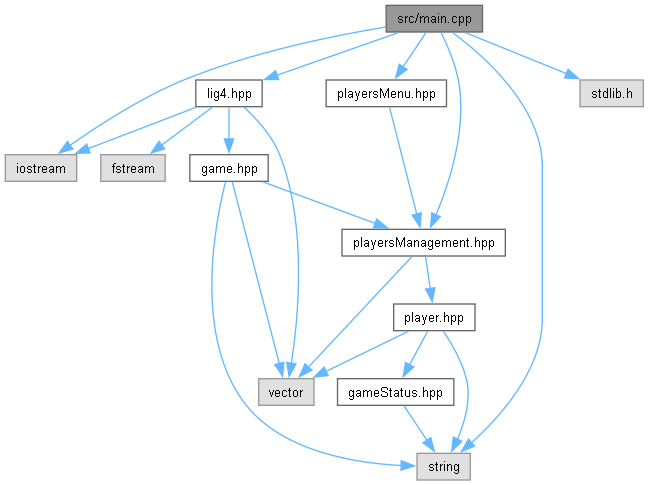 src/main.cpp
lig4.hpp
playersMenu.hpp
stdlib.h
iostream
fstream
game.hpp
playersManagement.hpp
player.hpp
vector
gameStatus.hpp
string